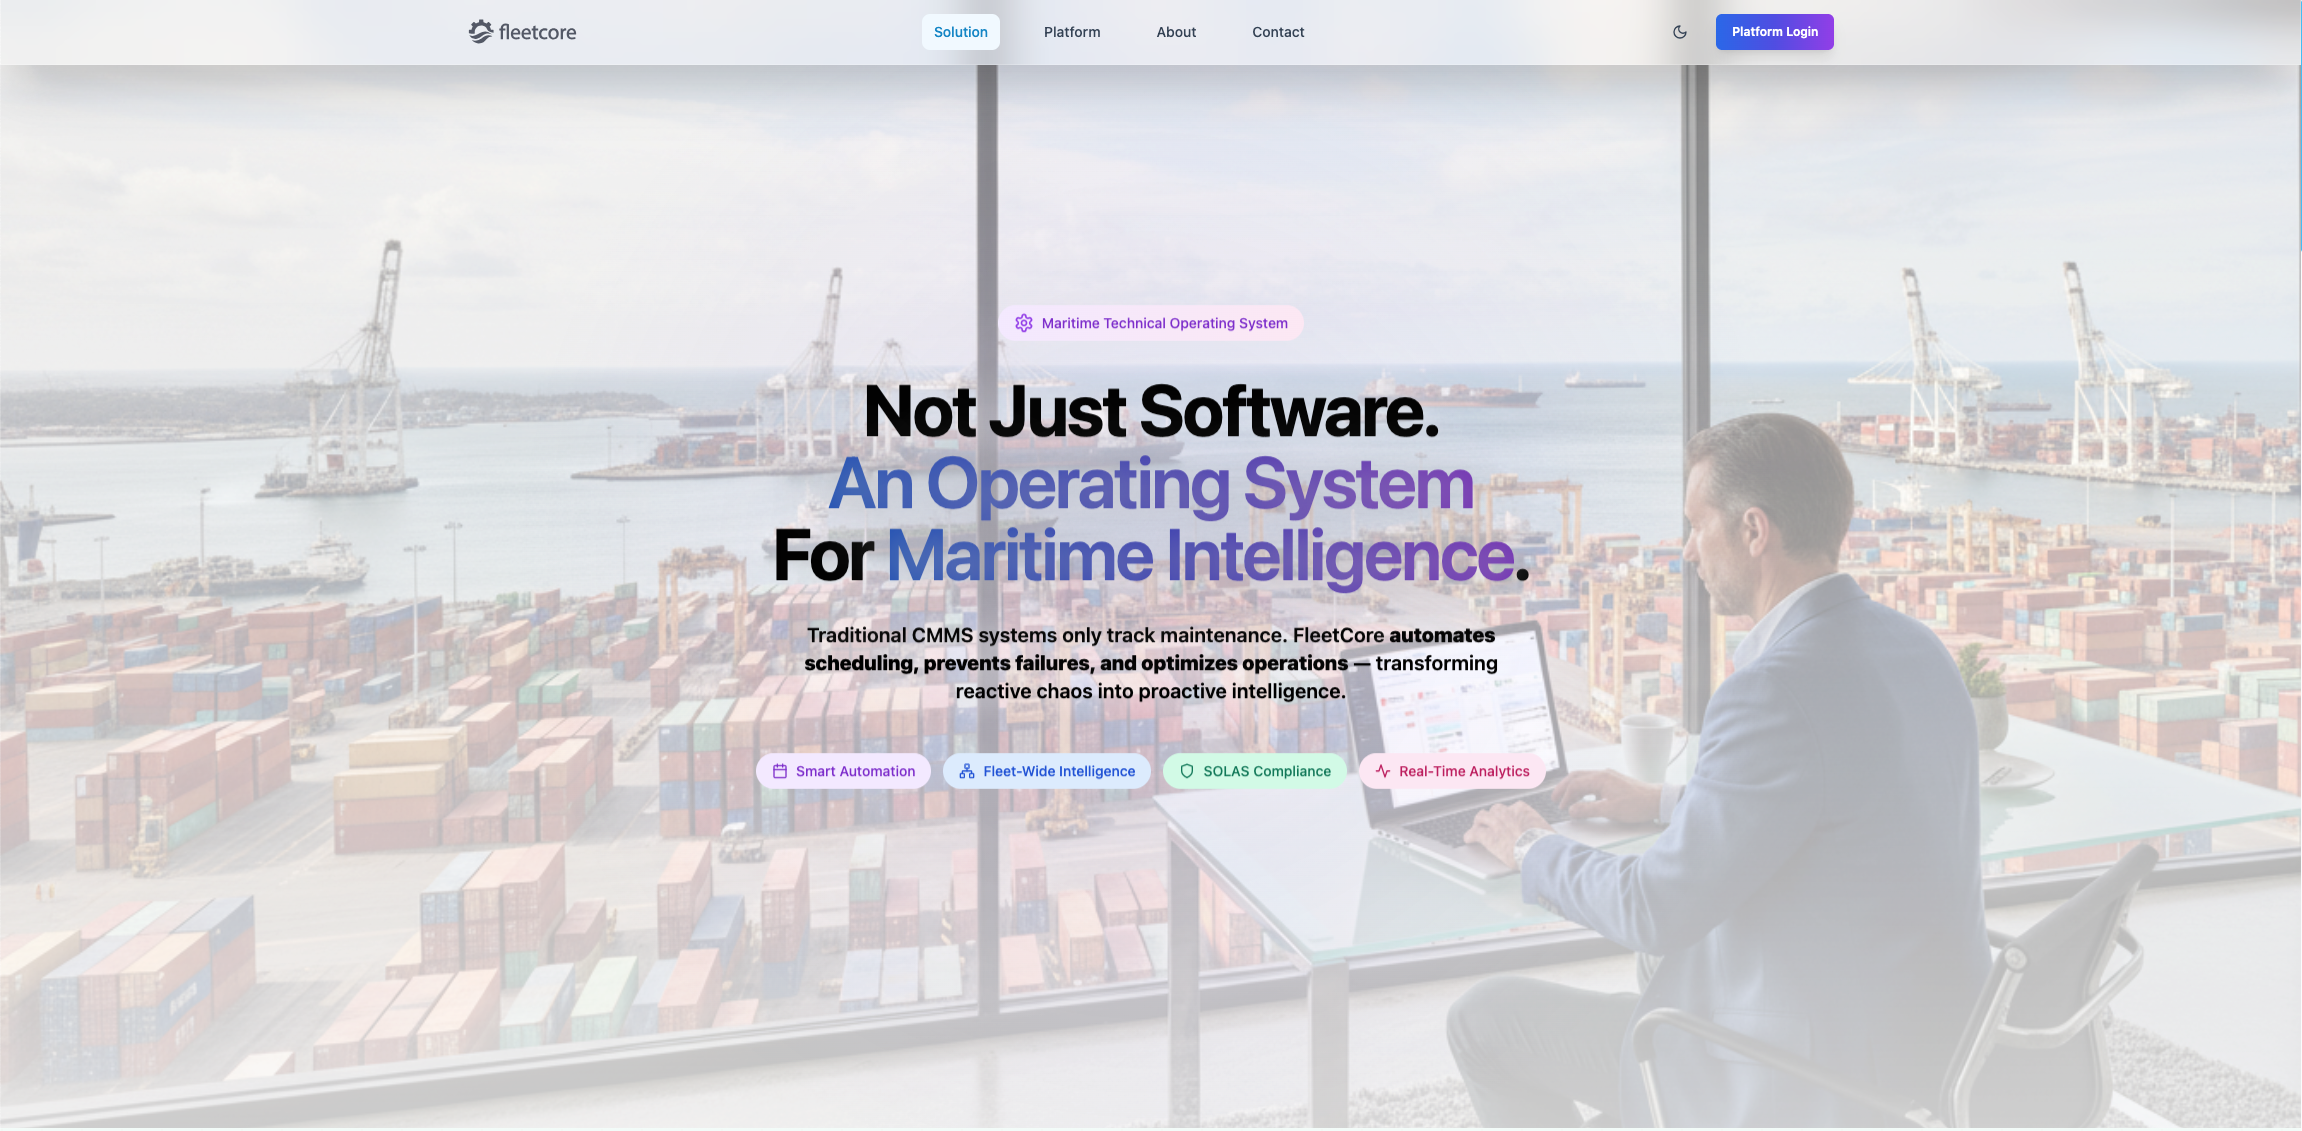 fleetcore
Solution
Platform
About
Contact
Platform Login
Maritime Technical Operating System
Not Just Software.
An Operating System
For Maritime Intelligence.
Traditional CMMS systems only track maintenance. FleetCore automates
scheduling, prevents failures, and optimizes operations — transforming
reactive chaos into proactive intelligence.
Smart Automation
Fleet-Wide Intelligence
SOLAS Compliance
Real-Time Analytics